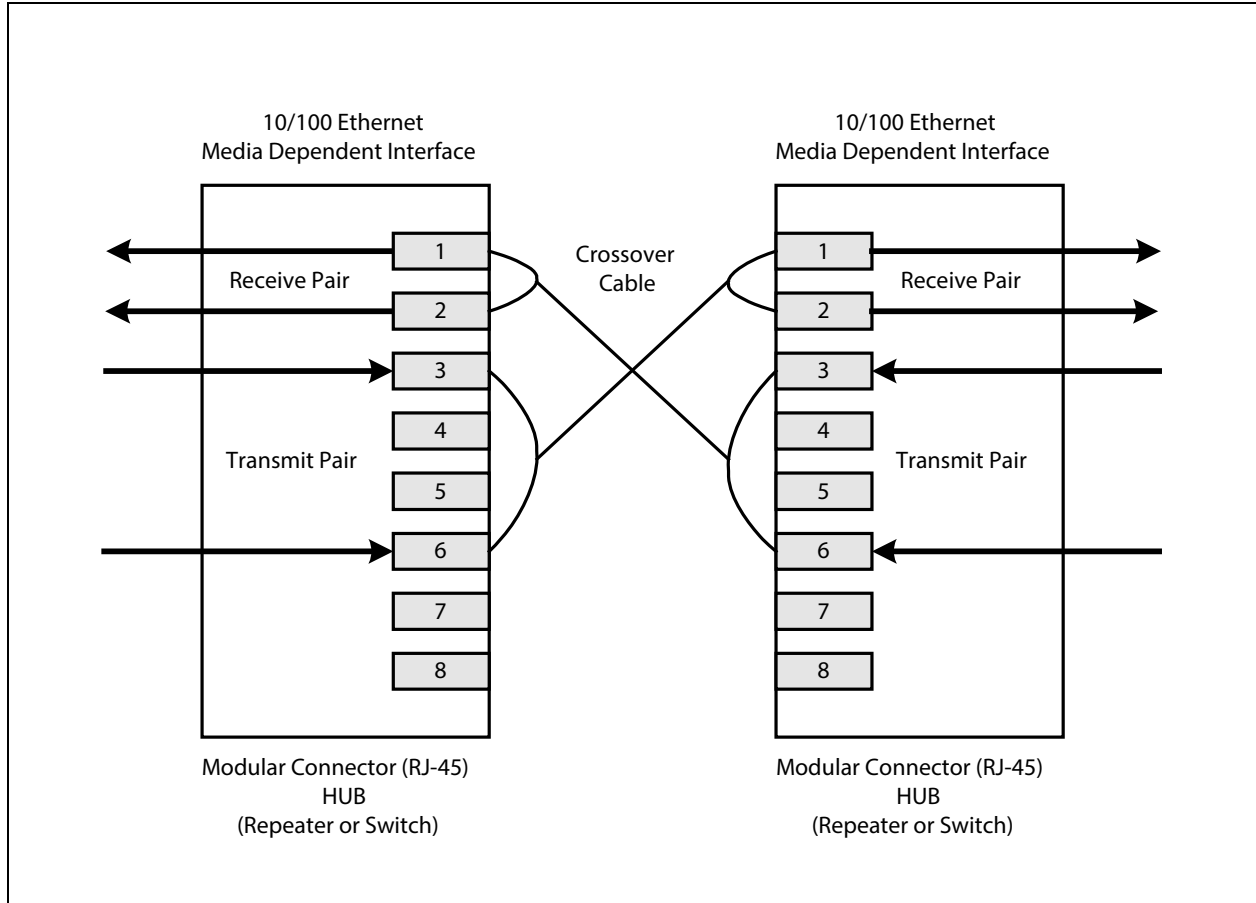 10/100 Ethernet
Media Dependent Interface
1
Receive Pair
2
3
4
Transmit Pair
5
6
7
8
Modular Connector (RJ-45)
HUB
(Repeater or Switch)
Crossover
Cable
10/100 Ethernet
Media Dependent Interface
1
Receive Pair
2
3
4
Transmit Pair
5
6
7
8
Modular Connector (RJ-45)
HUB
(Repeater or Switch)